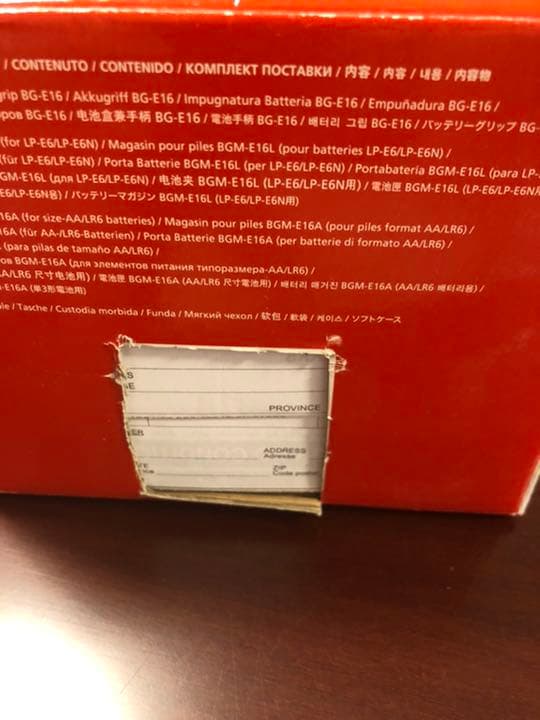 / CONTENUTO / CONTENIDO / КОМПЛЕКТ ПОСТАВКИ / 内容 / 内容 / 내용 / 内容物
grip BG-E16 / Akkugriff BG-E16 / Impugnatura Batteria BG-E16 / Empuñadura BG-E16 /
оров BG-E16 / 电池盒兼手柄 BG-E16 / 電池手柄 BG-E16 / 배터리 그립 BG-E16 / バッテリーグリップ BG-
(for LP-E6/LP-E6N) / Magasin pour piles BGM-E16L (pour batteries LP-E6/LP-E6N) /
(für LP-E6/LP-E6N) / Porta Batterie BGM-E16L (per LP-E6/LP-E6N) / Portabateria BGM-E16L (para LP-
GM-E16L (для LP-E6/LP-E6N) / 电池夹 BGM-E16L (LP-E6/LP-E6N用) / 電池匣 BGM-E16L (LP-E6/LP-E6N
E6/LP-E6N용) / バッテリーマガジン BGM-E16L (LP-E6/LP-E6N用)
16A (for size-AA/LR6 batteries) / Magasin pour piles BGM-E16A (pour piles format AA/LR6) /
16A (für AA-/LR6-Batterien) / Porta Batterie BGM-E16A (per batterie di formato AA/LR6) /
(para pilas de tamaño AA/LR6) /
ров BGM-E16A (для элементов питания типоразмера-AA/LR6) /
AA/LR6 尺寸电池用) / 電池匣 BGM-E16A (AA/LR6 尺寸電池用) / 배터리 매거진 BGM-E16A (AA/LR6 배터리용) /
-E16A (単3形電池用)
/ Tasche / Custodia morbida / Funda / Мягкий чехол / 软包 / 軟袋 / 케이스 / ソフトケース
PROVINCE
ADDRESS
Adresse
ZIP
Code postal